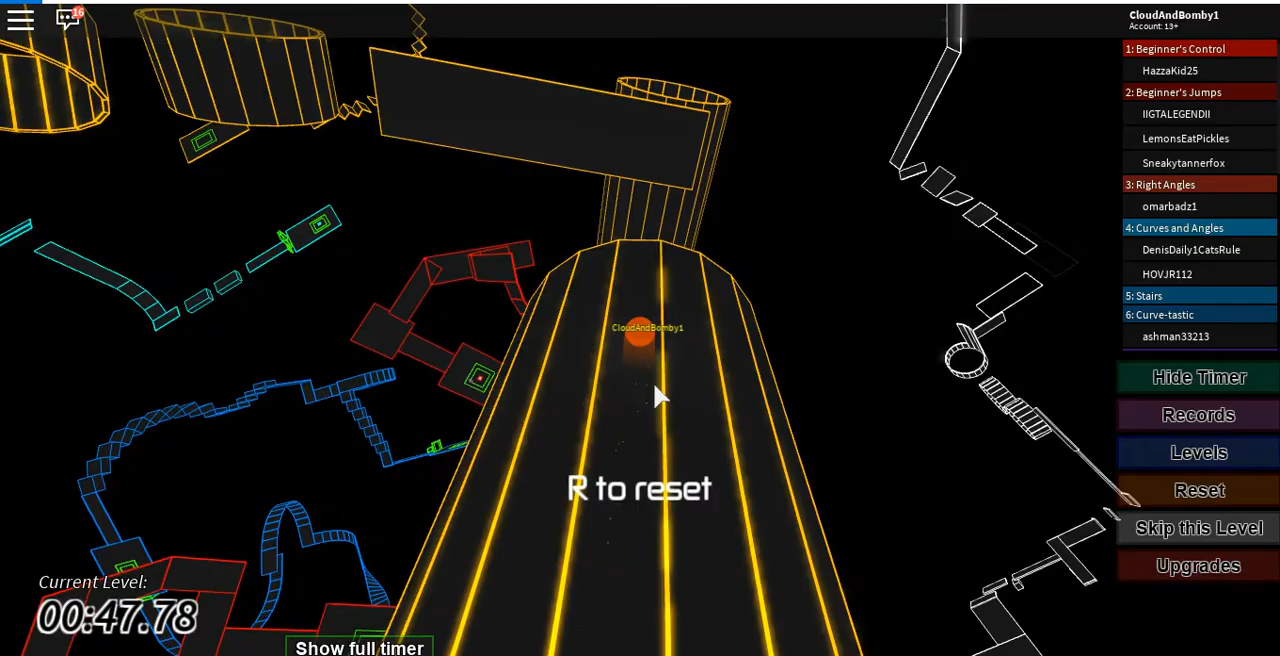 16
CloudAndBomby1
Account: 13+
1: Beginner's Control
HazzaKid25
2: Beginner's Jumps
IIGTALEGENDII
LemonsEatPickles
Sneakytannerfox
3: Right Angles
omarbadz1
4: Curves and Angles
DenisDaily1CatsRule
HOVJR112
5: Stairs
6: Curve-tastic
ashman33213
Hide Timer
Records
Levels
Reset
Skip this Level
Upgrades
CloudAndBomby1
R to reset
Current Level:
00:47.78
Show full timer